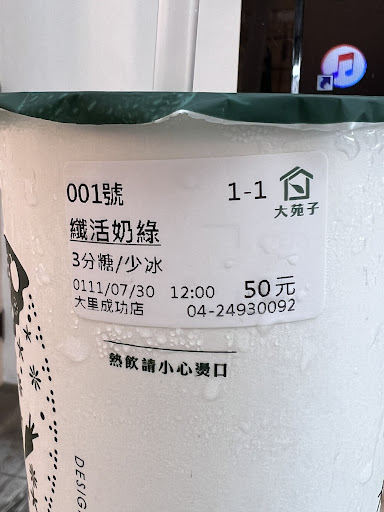 001號 1-1
大苑子
纖活奶綠
3分糖/少冰
0111/07/30 12:00 50元
大里成功店 04-24930092
熱飲請小心燙口
DESIG